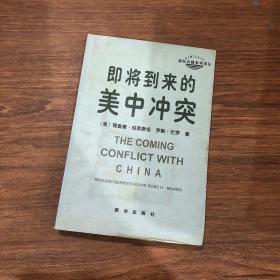 即将到来的
美中冲突
(美) 理查德·伯恩斯坦 罗斯·芒罗 著
THE COMING
CONFLICT WITH
CHINA
RICHARD BERNSTEIN AND ROSS H. MUNRO
新华出版社